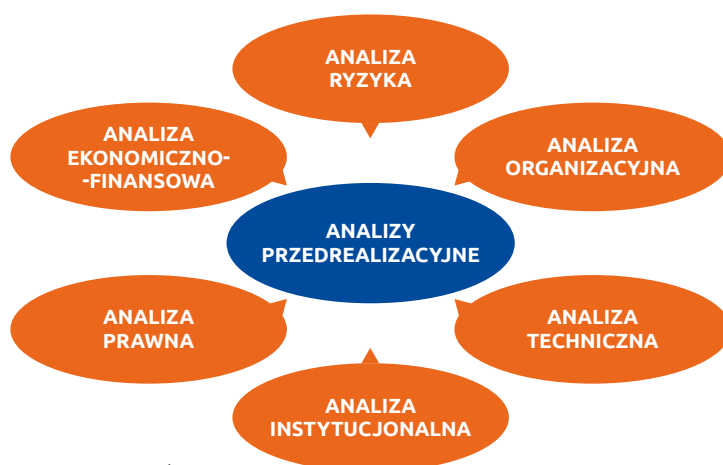 ANALIZA
RYZYKA
ANALIZA
EKONOMICZNO-
-FINANSOWA
ANALIZA
ORGANIZACYJNA
ANALIZY
PRZEDREALIZACYJNE
ANALIZA
PRAWNA
ANALIZA
TECHNICZNA
ANALIZA
INSTYTUCJONALNA